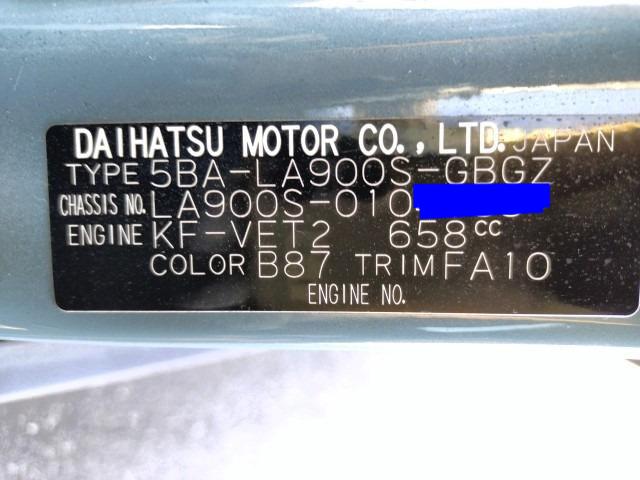 DAIHATSU MOTOR CO., LTD. JAPAN
TYPE 5BA-LA900S-GBGZ
CHASSIS NO. LA900S-010
ENGINE KF-VET2 658cc
COLOR B87 TRIM FA10
ENGINE NO.